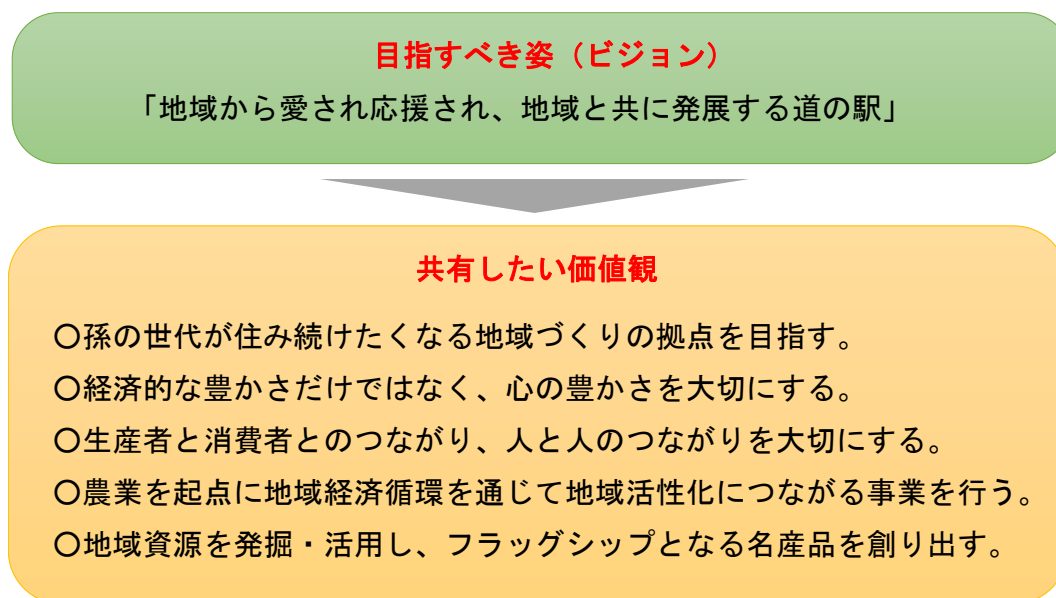 目指すべき姿（ビジョン）
「地域から愛され応援され、地域と共に発展する道の駅」
共有したい価値観
〇孫の世代が住み続けたくなる地域づくりの拠点を目指す。
〇経済的な豊かさだけではなく、心の豊かさを大切にする。
〇生産者と消費者とのつながり、人と人のつながりを大切にする。
〇農業を起点に地域経済循環を通じて地域活性化につながる事業を行う。
〇地域資源を発掘・活用し、フラッグシップとなる名産品を創り出す。